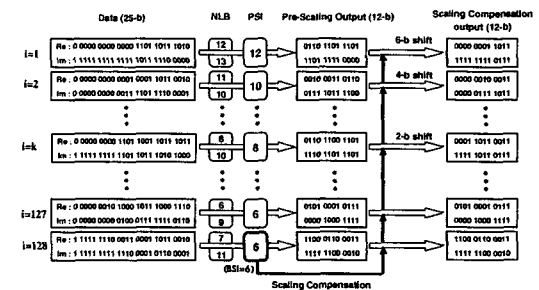 Data (25-b) NLB PSI Pre-Scaling Output (12-b) Scaling Compensation output (12-b)
i=1
Re : 0 0000 0000 0000 1101 1011 1010
Im : 1 1111 1111 1111 1011 1110 0000
12
13
12
0110 1101 1101
1101 1111 0000
6-b shift
0000 0001 1011
1111 1111 0111
i=2
Re : 0 0000 0000 0001 0001 1011 0010
Im : 0 0000 0000 0011 1101 1110 0001
11
10
10
0010 0011 0110
0111 1011 1100
4-b shift
0000 0010 0011
0000 0111 1011
i=k
Re : 0 0000 0000 1101 1001 1011 1011
Im : 1 1111 1111 1101 1011 1010 1000
8
10
8
0110 1100 1101
1110 1101 1101
2-b shift
0001 1011 0011
1111 1011 0111
i=127
Re : 0 0000 0010 1000 1011 1000 1110
Im : 0 0000 0000 0100 0111 1111 0110
6
9
6
0101 0001 0111
0000 1000 1111
0101 0001 0111
0000 1000 1111
i=128
Re : 1 1111 1110 0011 0001 1011 0010
Im : 1 1111 1111 1110 0001 0110 0001
7
11
6
1100 0110 0011
1111 1100 0010
1100 0110 0011
1111 1100 0010
(BSI=6)
Scaling Compensation